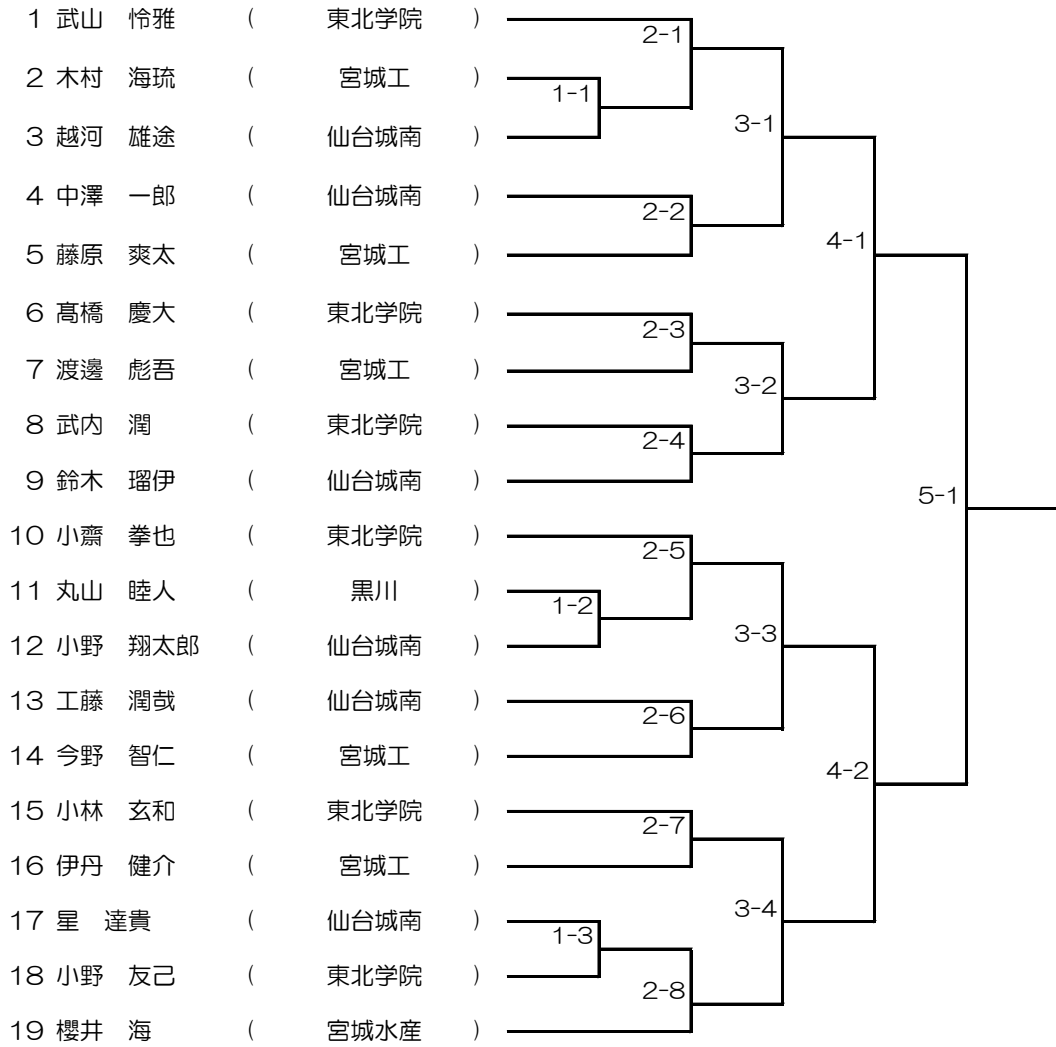 1 武山　怜雅 ( 東北学院 )
2-1
2 木村　海琉 ( 宮城工 )
1-1
3 越河　雄途 ( 仙台城南 )
3-1
4 中澤　一郎 ( 仙台城南 )
2-2
5 藤原　爽太 ( 宮城工 )
4-1
6 髙橋　慶大 ( 東北学院 )
2-3
7 渡邊　彪吾 ( 宮城工 )
3-2
8 武内　潤 ( 東北学院 )
2-4
9 鈴木　瑠伊 ( 仙台城南 )
5-1
10 小齋　拳也 ( 東北学院 )
2-5
11 丸山　睦人 ( 黒川 )
1-2
12 小野　翔太郎 ( 仙台城南 )
3-3
13 工藤　潤哉 ( 仙台城南 )
2-6
14 今野　智仁 ( 宮城工 )
4-2
15 小林　玄和 ( 東北学院 )
2-7
16 伊丹　健介 ( 宮城工 )
3-4
17 星　達貴 ( 仙台城南 )
1-3
18 小野　友己 ( 東北学院 )
2-8
19 櫻井　海 ( 宮城水産 )